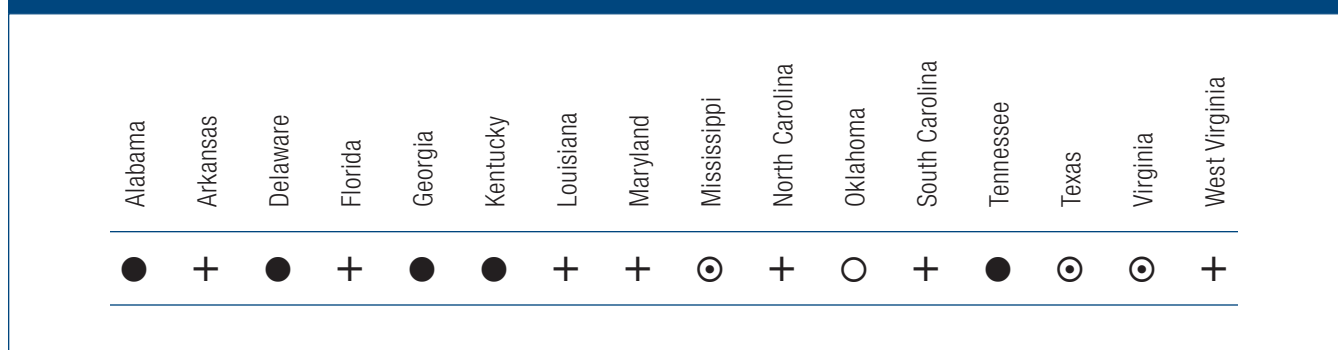 Alabama
Arkansas
Delaware
Florida
Georgia
Kentucky
Louisiana
Maryland
Mississippi
North Carolina
Oklahoma
South Carolina
Tennessee
Texas
Virginia
West Virginia
● + ● + ● ● + + ⊙ + ○ + ● ⊙ ⊙ +